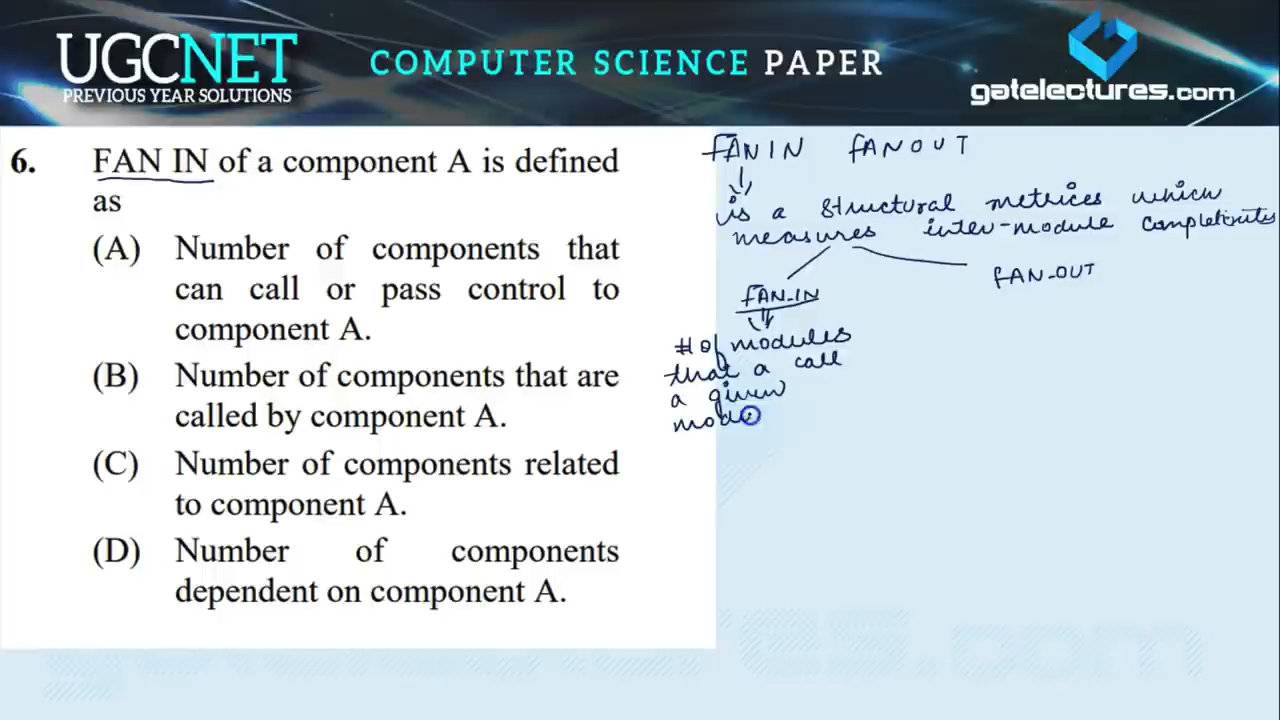 UGCNET
PREVIOUS YEAR SOLUTIONS
COMPUTER SCIENCE PAPER
gatelectures.com
6. FAN IN of a component A is defined
as
(A) Number of components that
can call or pass control to
component A.
(B) Number of components that are
called by component A.
(C) Number of components related
to component A.
(D) Number of components
dependent on component A.
FAN IN FAN OUT
is a structural metrices which
measures inter-module
FAN-IN
FAN-OUT
# of modules
that a call
a given